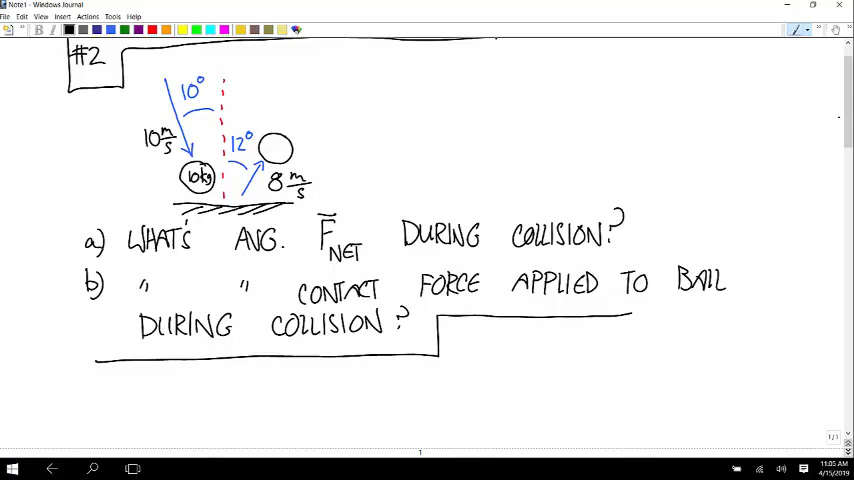 Note1 - Windows Journal
File Edit View Insert Actions Tools Help
B I
#2
10°
10 m/s
12°
10kg
8 m/s
a) WHAT'S AVG. F̅NET DURING COLLISION?
b) " " CONTACT FORCE APPLIED TO BALL
DURING COLLISION?
1/1
1
11:05 AM
4/15/2019